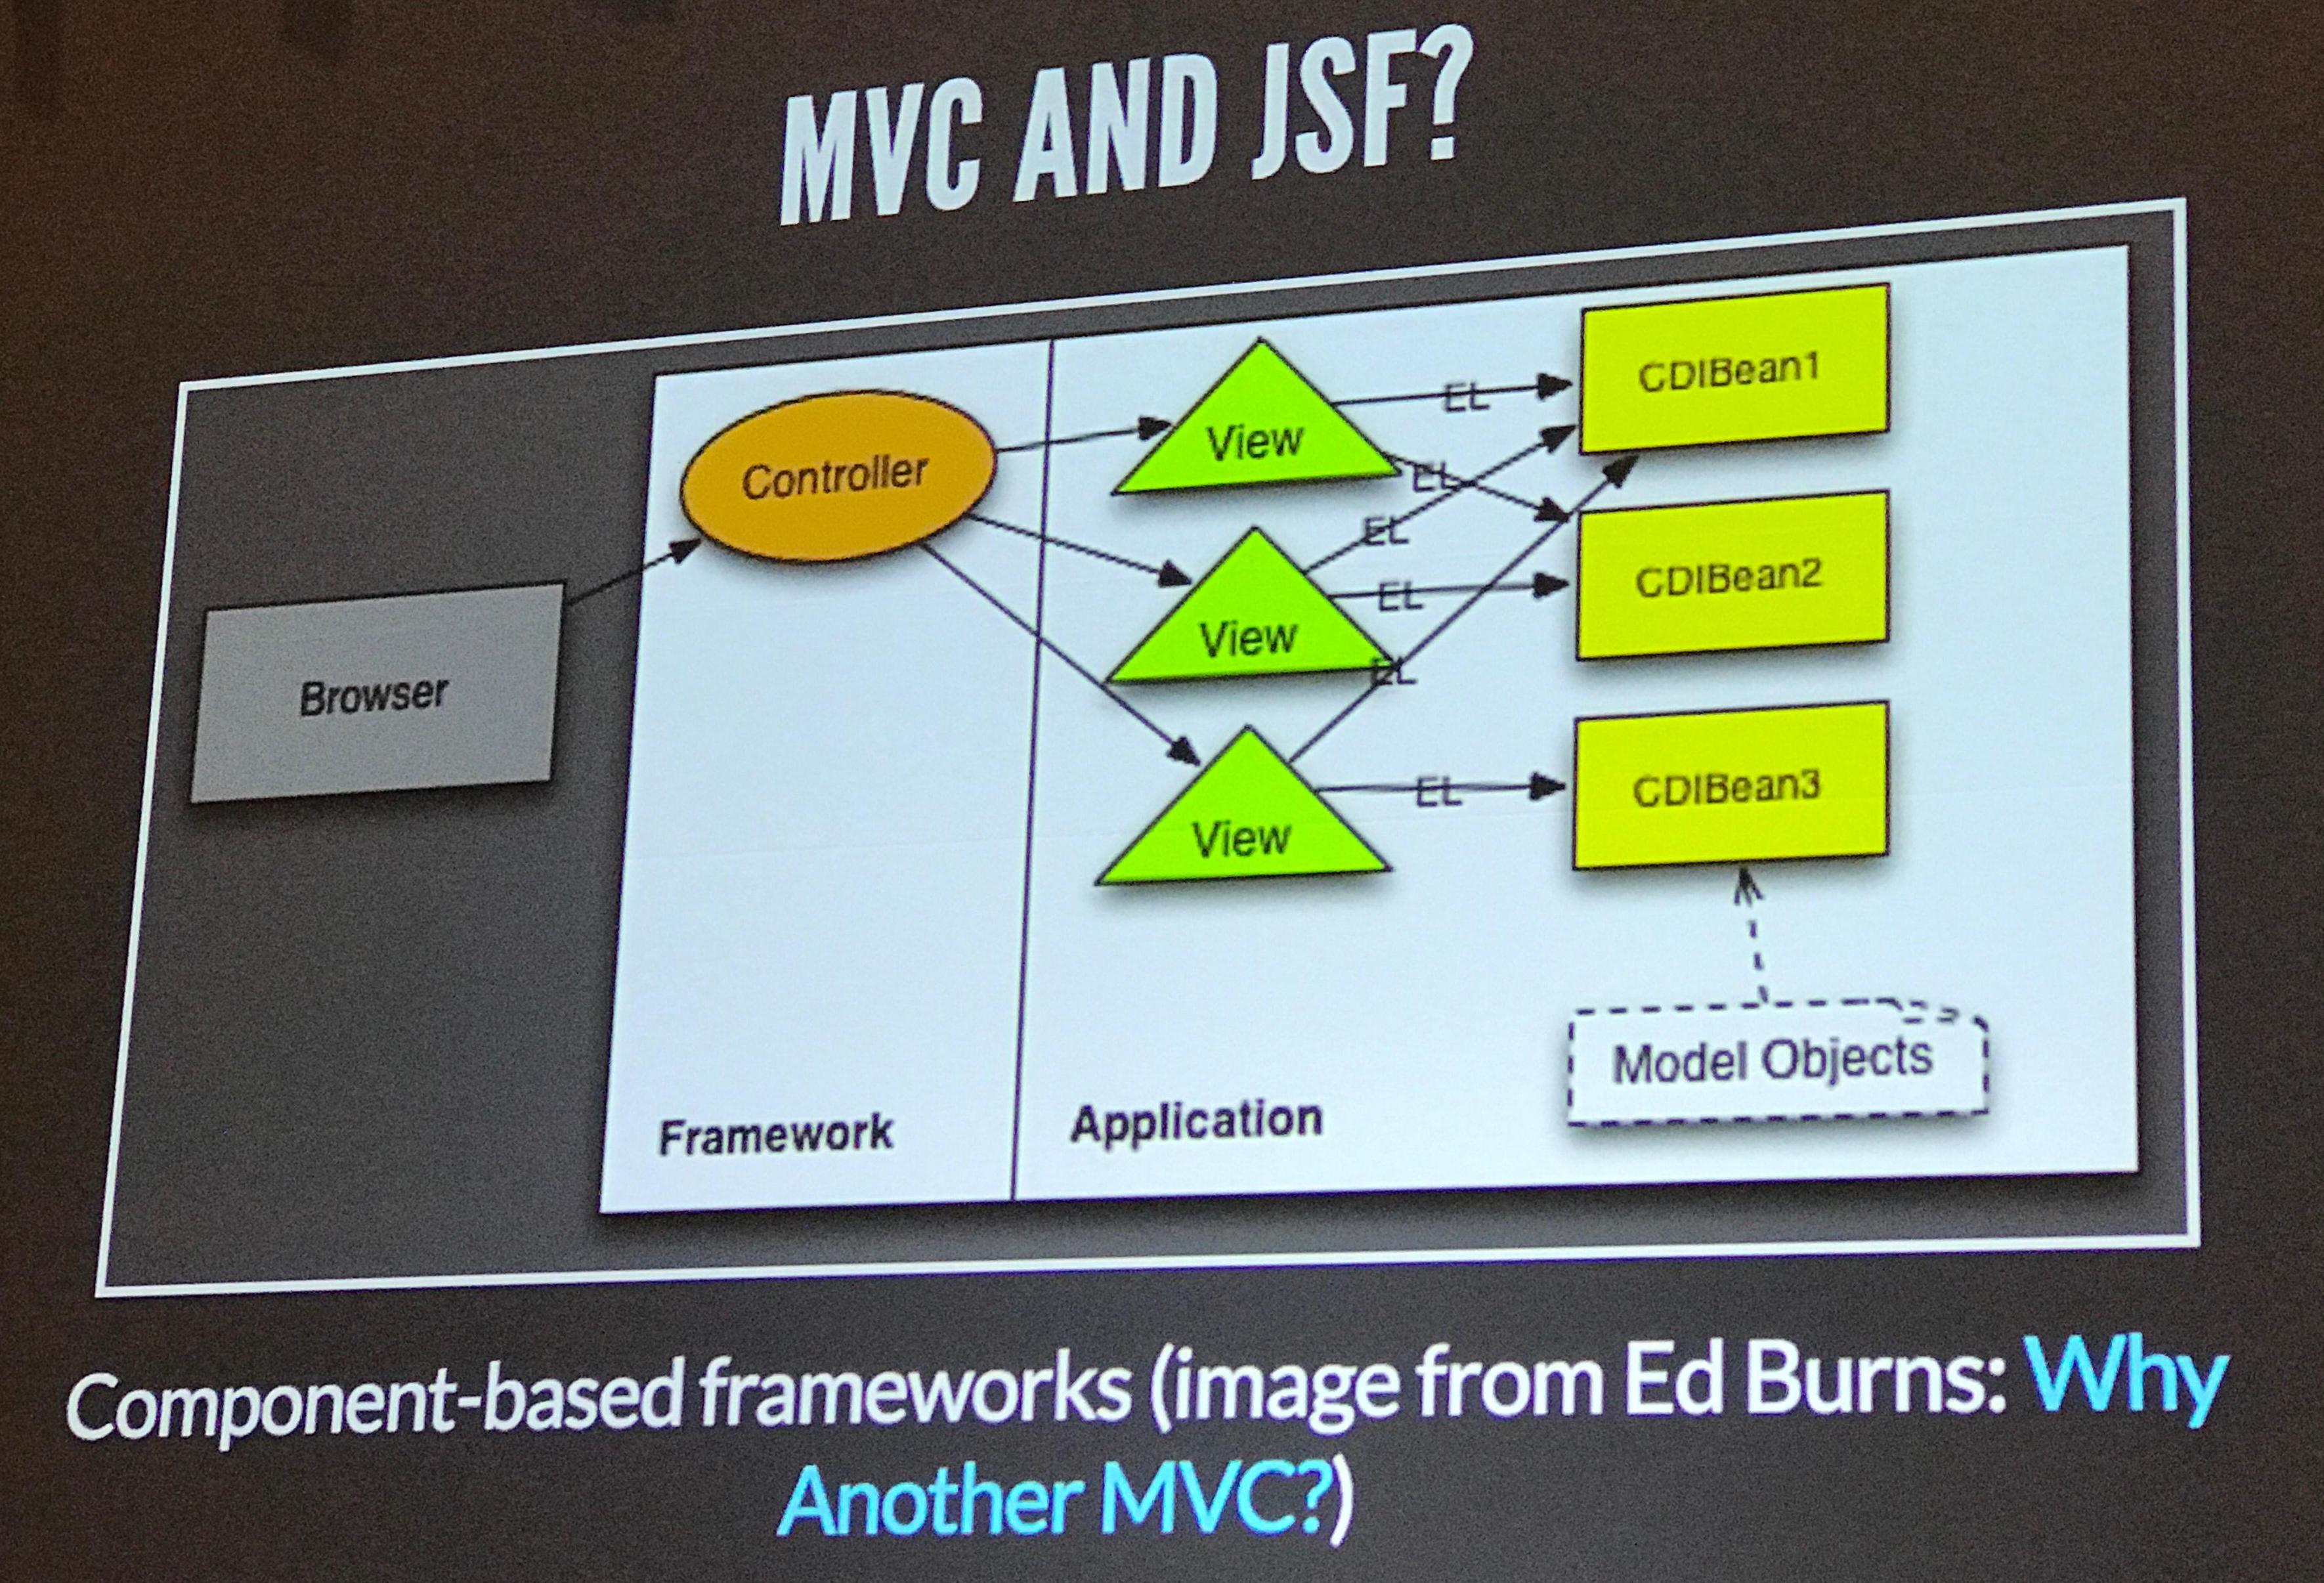 MVC AND JSF?
Controller
Browser
View
View
View
EL
EL
EL
EL
EL
EL
CDIBean1
CDIBean2
CDIBean3
Model Objects
Framework
Application
Component-based frameworks (image from Ed Burns: Why
Another MVC?)